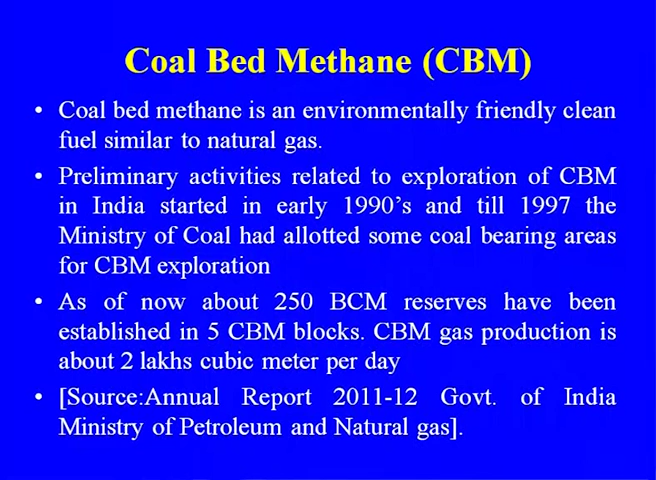 Coal Bed Methane (CBM)
• Coal bed methane is an environmentally friendly clean
fuel similar to natural gas.
• Preliminary activities related to exploration of CBM
in India started in early 1990's and till 1997 the
Ministry of Coal had allotted some coal bearing areas
for CBM exploration
• As of now about 250 BCM reserves have been
established in 5 CBM blocks. CBM gas production is
about 2 lakhs cubic meter per day
• [Source:Annual Report 2011-12 Govt. of India
Ministry of Petroleum and Natural gas].